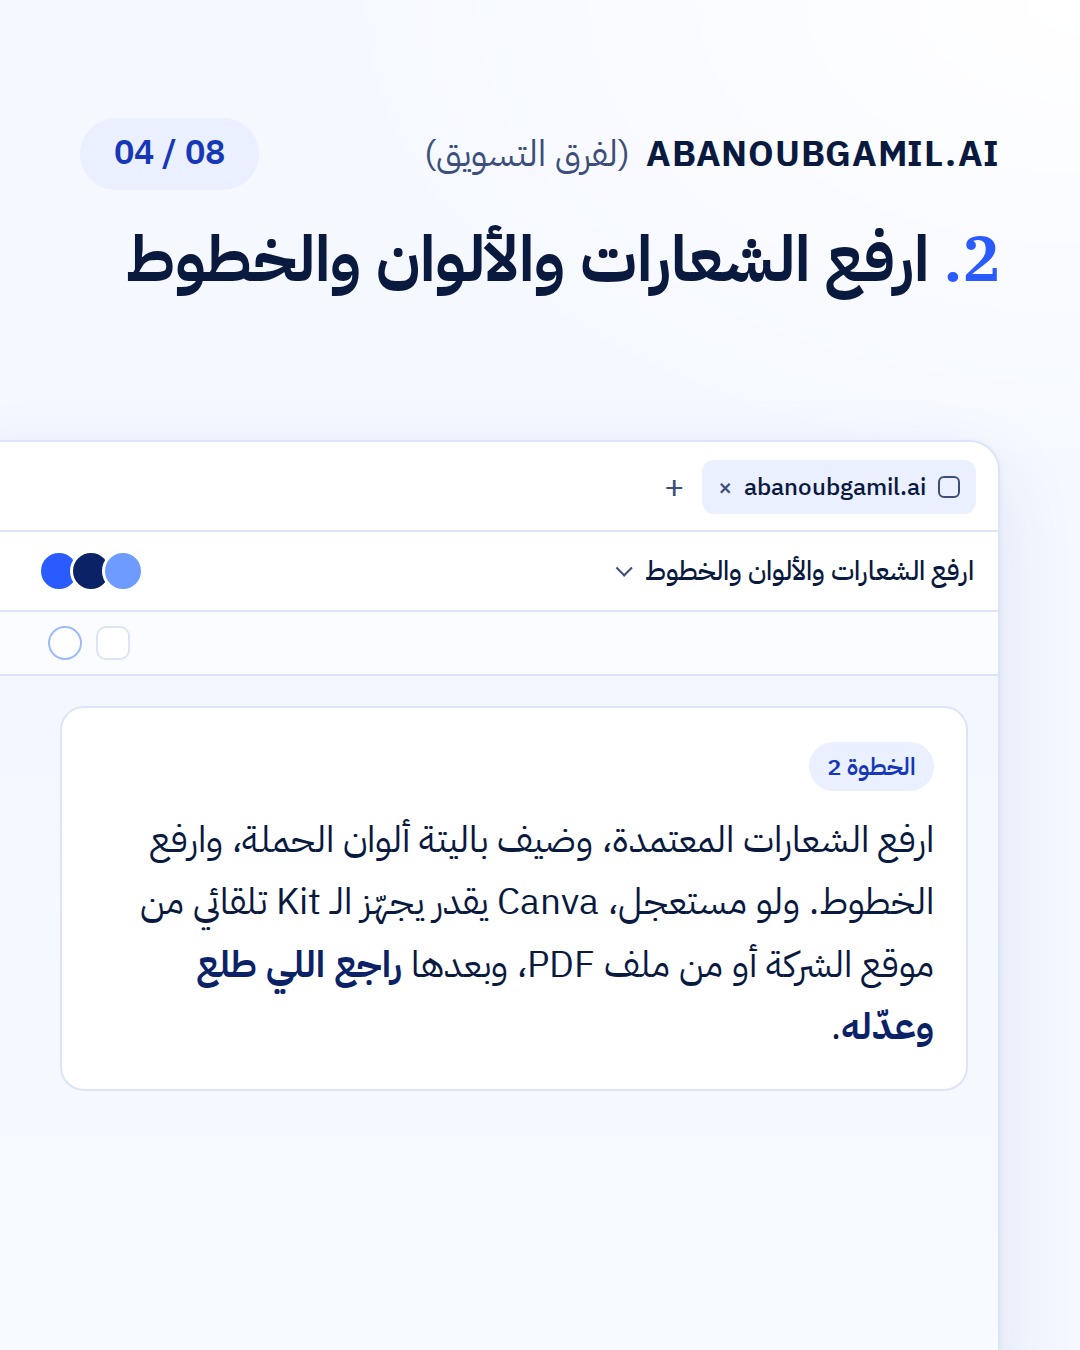 ABANOUBGAMIL.AI (لفرق التسويق)
04 / 08
2. ارفع الشعارات والألوان والخطوط
abanoubgamil.ai × +
ارفع الشعارات والألوان والخطوط
الخطوة 2
ارفع الشعارات المعتمدة، وضيف باليتة ألوان الحملة، وارفع
الخطوط. ولو مستعجل، Canva يقدر يجهّز الـ Kit تلقائي من
موقع الشركة أو من ملف PDF، وبعدها راجع اللي طلع
وعدّله.